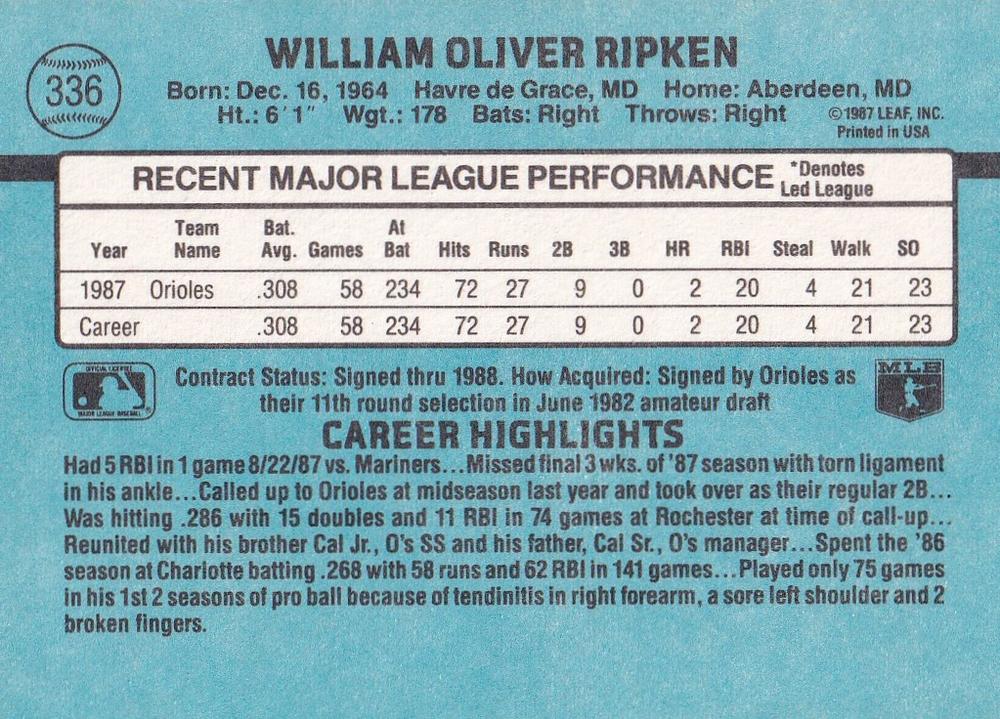 WILLIAM OLIVER RIPKEN
336
Born: Dec. 16, 1964 Havre de Grace, MD Home: Aberdeen, MD
Ht.: 6'1" Wgt.: 178 Bats: Right Throws: Right
©1987 LEAF, INC.
Printed in USA
RECENT MAJOR LEAGUE PERFORMANCE *Denotes Led League
Year Team Name Bat. Avg. Games At Bat Hits Runs 2B 3B HR RBI Steal Walk SO
1987 Orioles .308 58 234 72 27 9 0 2 20 4 21 23
Career .308 58 234 72 27 9 0 2 20 4 21 23
OFFICIAL LICENSEE
MAJOR LEAGUE BASEBALL
Contract Status: Signed thru 1988. How Acquired: Signed by Orioles as
their 11th round selection in June 1982 amateur draft
MLB
CAREER HIGHLIGHTS
Had 5 RBI in 1 game 8/22/87 vs. Mariners...Missed final 3 wks. of '87 season with torn ligament
in his ankle...Called up to Orioles at midseason last year and took over as their regular 2B...
Was hitting .286 with 15 doubles and 11 RBI in 74 games at Rochester at time of call-up...
Reunited with his brother Cal Jr., O's SS and his father, Cal Sr., O's manager...Spent the '86
season at Charlotte batting .268 with 58 runs and 62 RBI in 141 games...Played only 75 games
in his 1st 2 seasons of pro ball because of tendinitis in right forearm, a sore left shoulder and 2
broken fingers.